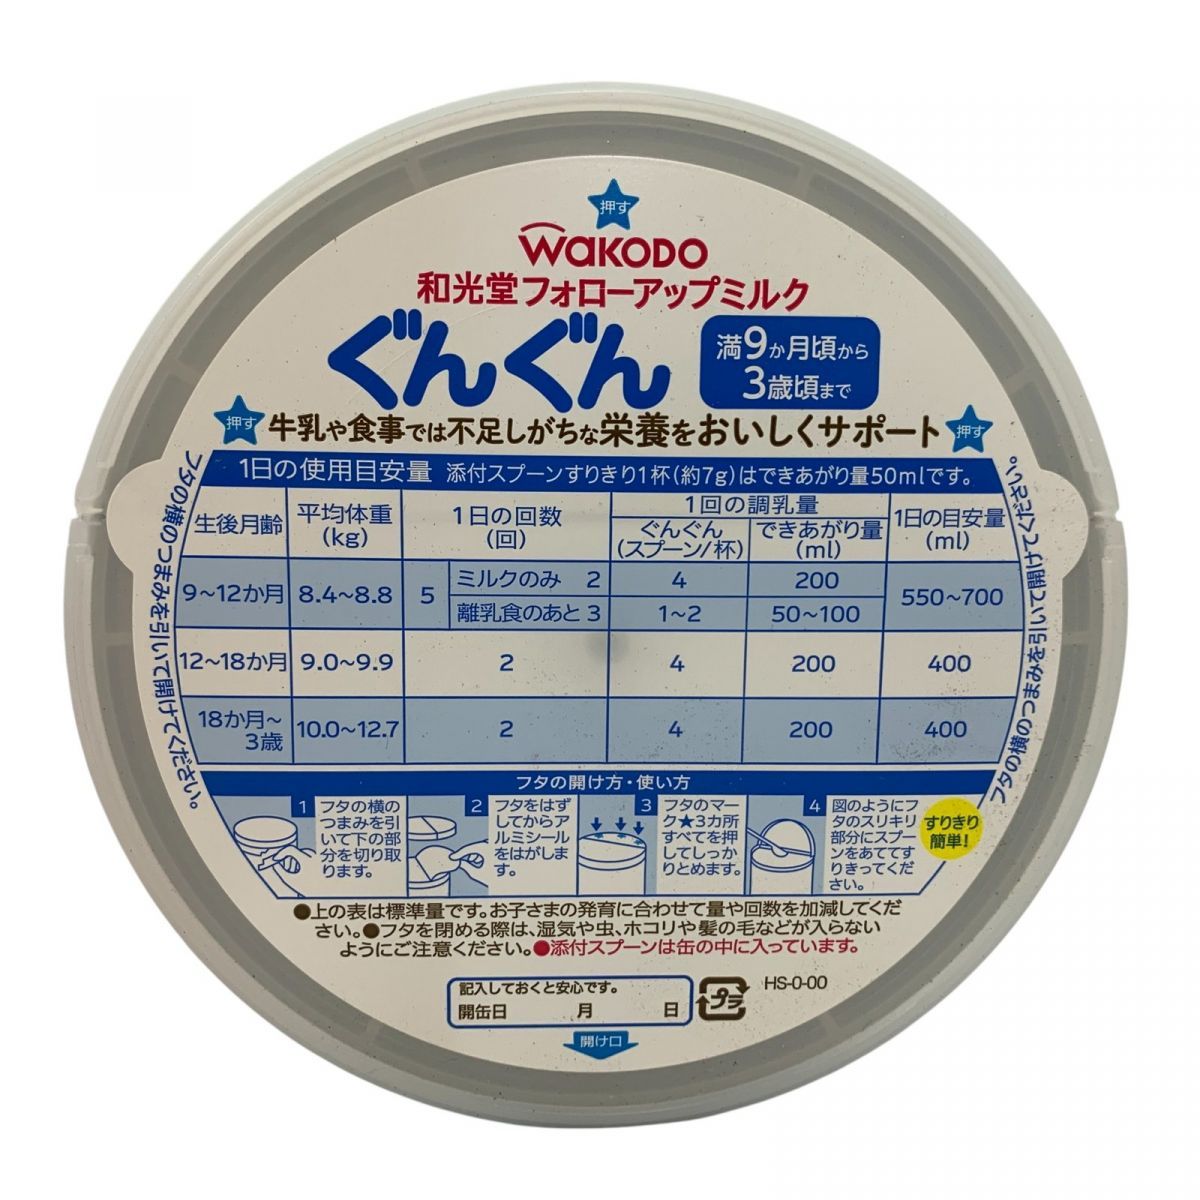 押す
WAKODO
和光堂フォローアップミルク
ぐんぐん
満9か月頃から
3歳頃まで
押す
牛乳や食事では不足しがちな栄養をおいしくサポート
押す
フタの横のつまみを引いて開けてください。
フタの横のつまみを引いて開けてください。
1日の使用目安量 添付スプーンすりきり1杯(約7g)はできあがり量50mlです。
生後月齢 平均体重(kg) 1日の回数(回) 1回の調乳量 ぐんぐん(スプーン/杯) できあがり量(ml) 1日の目安量(ml)
9~12か月 8.4~8.8 5 ミルクのみ 2 4 200 550~700
離乳食のあと 3 1~2 50~100
12~18か月 9.0~9.9 2 4 200 400
18か月~3歳 10.0~12.7 2 4 200 400
フタの開け方・使い方
1
フタの横の
つまみを引
いて下の部
分を切り取
ります。
2
フタをはず
してからア
ルミシール
をはがしま
す。
3
フタのマー
ク★3カ所
すべてを押
してしっか
りとめます。
4
図のようにフ
タのスリキリ
部分にスプー
ンをあててす
りきってくだ
さい。
すりきり
簡単!
●上の表は標準量です。お子さまの発育に合わせて量や回数を加減してくだ
さい。●フタを閉める際は、湿気や虫、ホコリや髪の毛などが入らない
ようにご注意ください。●添付スプーンは缶の中に入っています。
記入しておくと安心です。
開缶日 月 日
プラ
HS-0-00
開け口